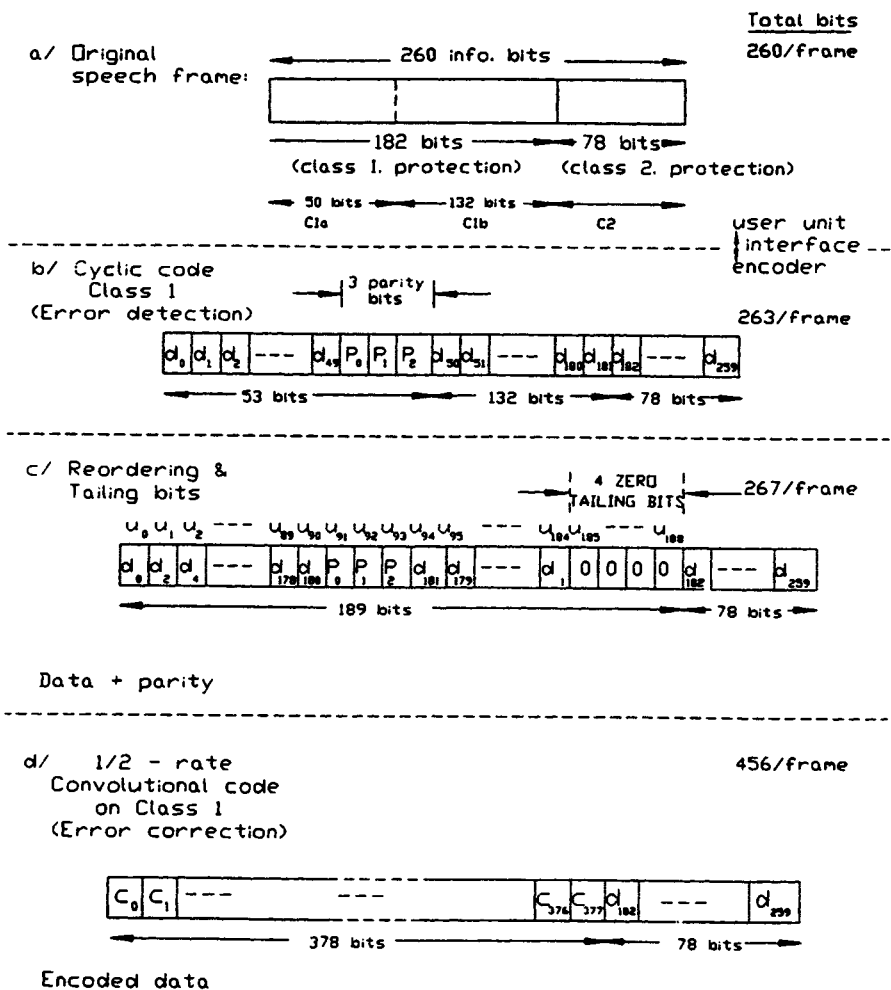 Total bits
a/ Original speech frame:
260 info. bits
260/frame
182 bits
78 bits
(class 1. protection)
(class 2. protection)
50 bits
132 bits
C1a
C1b
C2
user unit
interface
encoder
b/ Cyclic code
Class 1
(Error detection)
3 parity bits
263/frame
d0 d1 d2 --- d49 P0 P1 P2 d50 d51 --- d180 d181 d182 --- d259
53 bits
132 bits
78 bits
c/ Reordering &
Tailing bits
4 ZERO
TAILING BITS
267/frame
u0 u1 u2 --- u89 u90 u91 u92 u93 u94 u95 --- u184 u185 --- u188
d0 d2 d4 --- d178 d180 P0 P1 P2 d181 d179 --- d1 0 0 0 0 d182 --- d259
189 bits
78 bits
Data + parity
d/ 1/2 - rate
Convolutional code
on Class 1
(Error correction)
456/frame
C0 C1 --- --- C376 C377 d182 --- d259
378 bits
78 bits
Encoded data